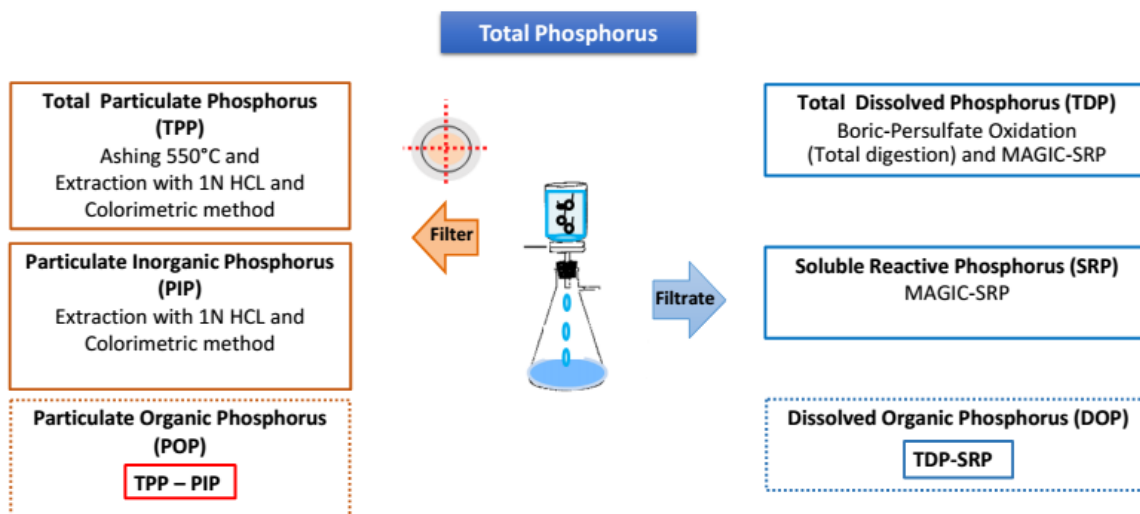 Total Phosphorus
Total Particulate Phosphorus
(TPP)
Ashing 550°C and
Extraction with 1N HCL and
Colorimetric method
Particulate Inorganic Phosphorus
(PIP)
Extraction with 1N HCL and
Colorimetric method
Particulate Organic Phosphorus
(POP)
TPP – PIP
Filter
Filtrate
Total Dissolved Phosphorus (TDP)
Boric-Persulfate Oxidation
(Total digestion) and MAGIC-SRP
Soluble Reactive Phosphorus (SRP)
MAGIC-SRP
Dissolved Organic Phosphorus (DOP)
TDP-SRP